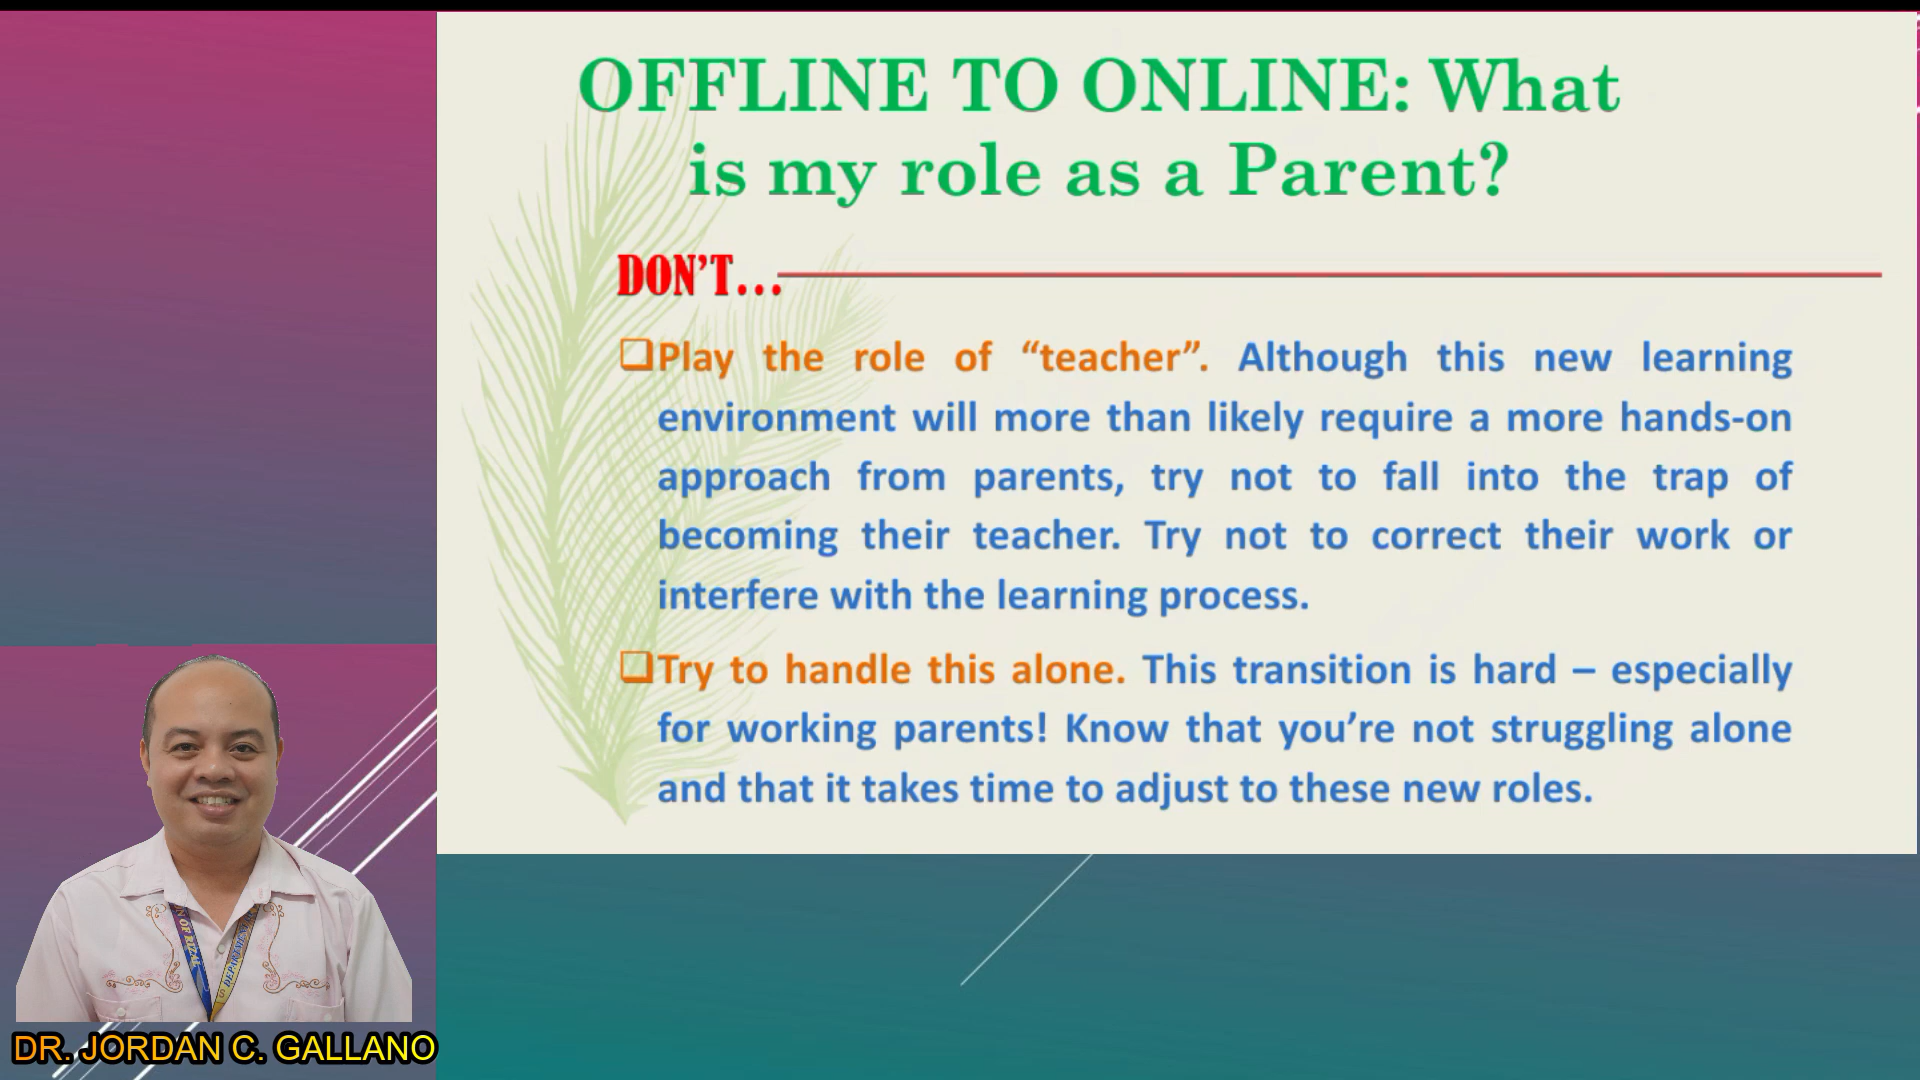 OFFLINE TO ONLINE: What
is my role as a Parent?
DON'T...
❑Play the role of “teacher”. Although this new learning
environment will more than likely require a more hands-on
approach from parents, try not to fall into the trap of
becoming their teacher. Try not to correct their work or
interfere with the learning process.
❑Try to handle this alone. This transition is hard – especially
for working parents! Know that you’re not struggling alone
and that it takes time to adjust to these new roles.
DR. JORDAN C. GALLANO